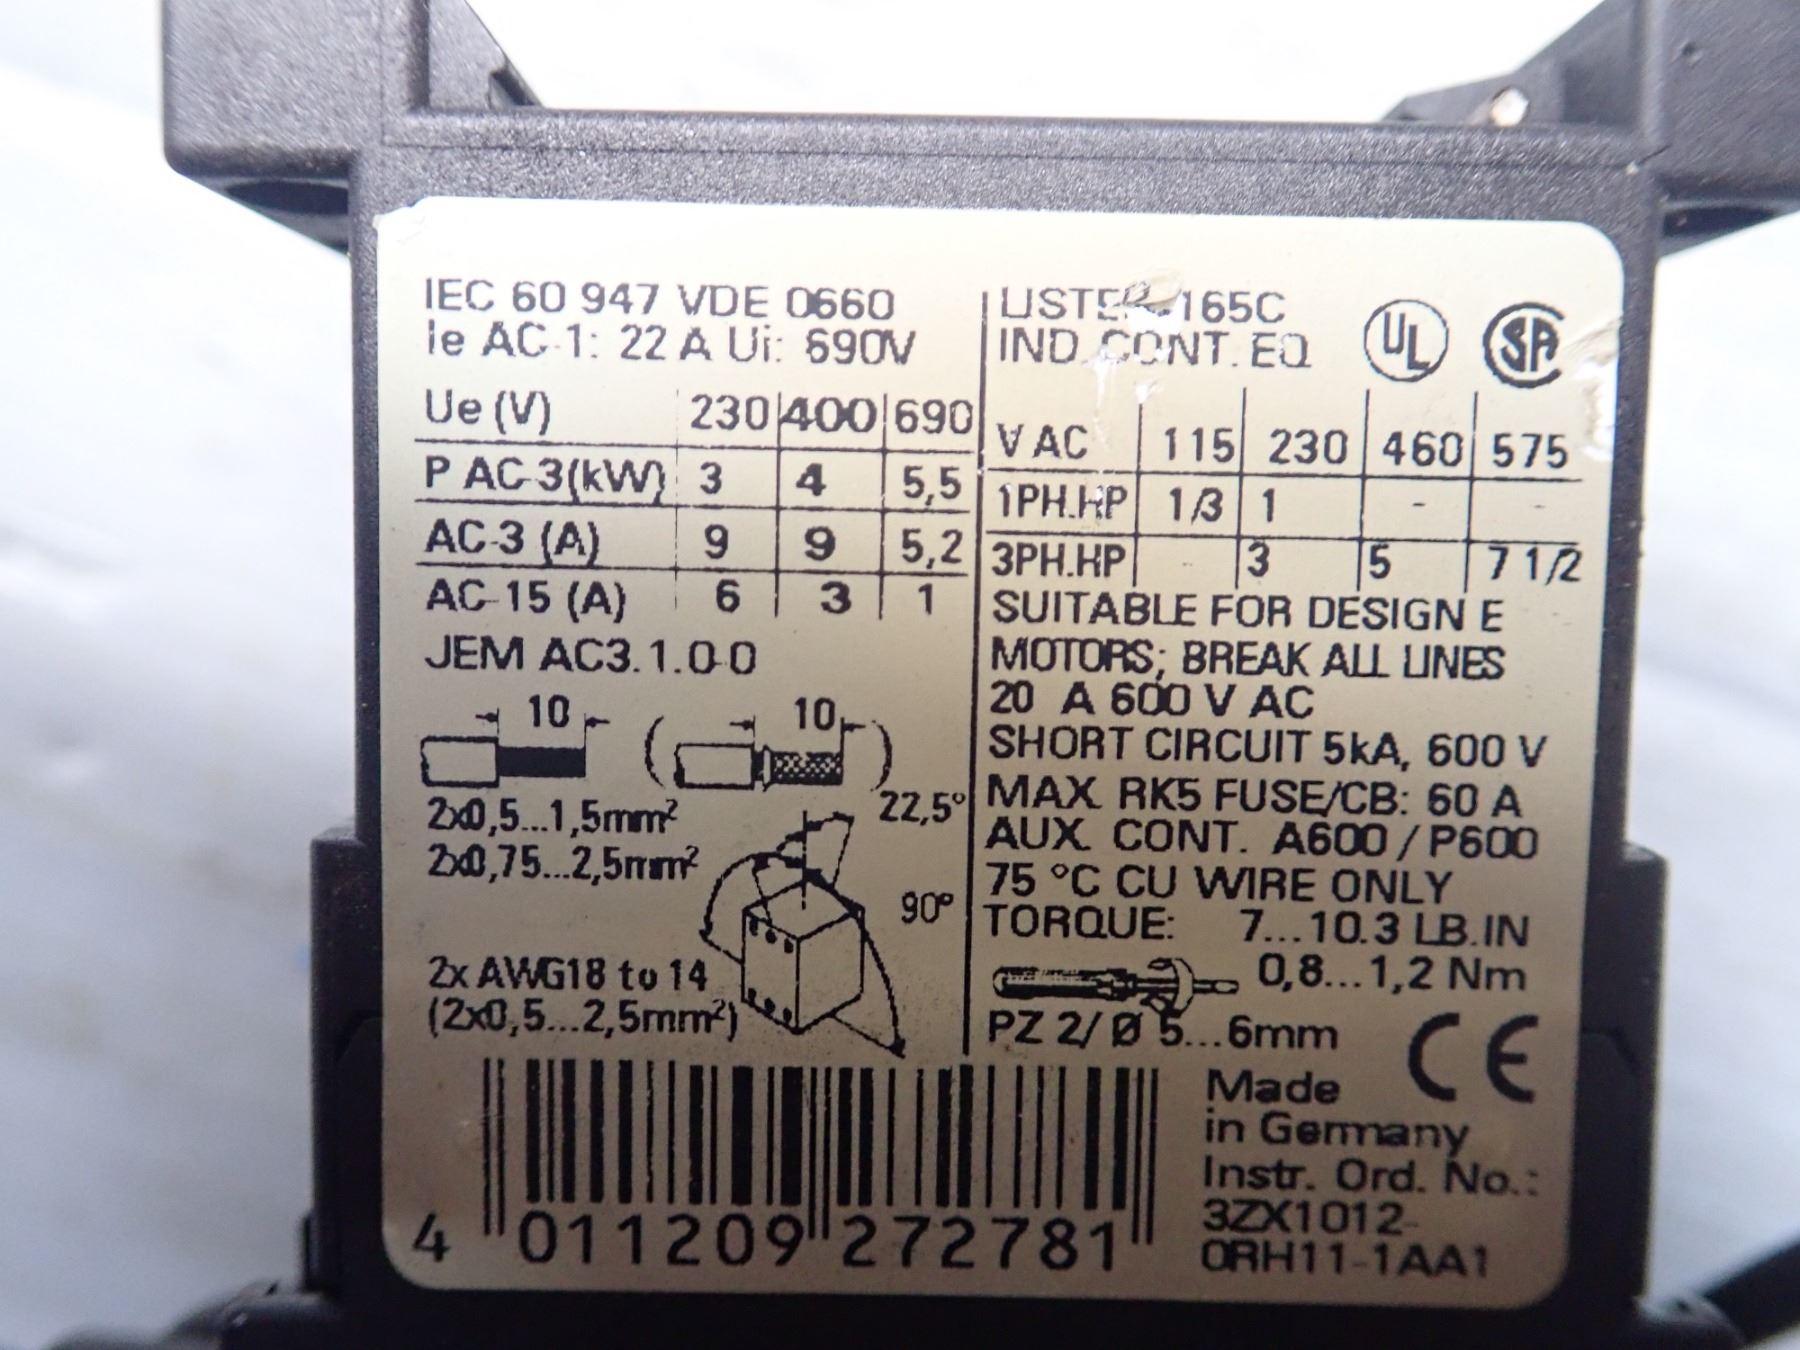 IEC 60 947 VDE 0660
Ie AC-1: 22 A Ui: 690V
Ue (V) 230 400 690
P AC-3(kW) 3 4 5,5
AC-3 (A) 9 9 5,2
AC-15 (A) 6 3 1
JEM AC3.1.0-0
10 ( 10 )
2x0,5...1,5mm²
2x0,75...2,5mm²
22,5°
90°
2x AWG18 to 14
(2x0,5...2,5mm²)
165C
IND. CONT. EQ UL SA
V AC 115 230 460 575
1PH.HP 1/3 1 - -
3PH.HP - 3 5 7 1/2
SUITABLE FOR DESIGN E
MOTORS; BREAK ALL LINES
20 A 600 V AC
SHORT CIRCUIT 5kA, 600 V
MAX. RK5 FUSE/CB: 60 A
AUX. CONT. A600 / P600
75 °C CU WIRE ONLY
TORQUE: 7...10.3 LB.IN
0,8...1,2 Nm
PZ 2/ Ø 5...6mm
CE
Made
in Germany
Instr. Ord. No.:
3ZX1012-
0RH11-1AA1
4 011209 272781